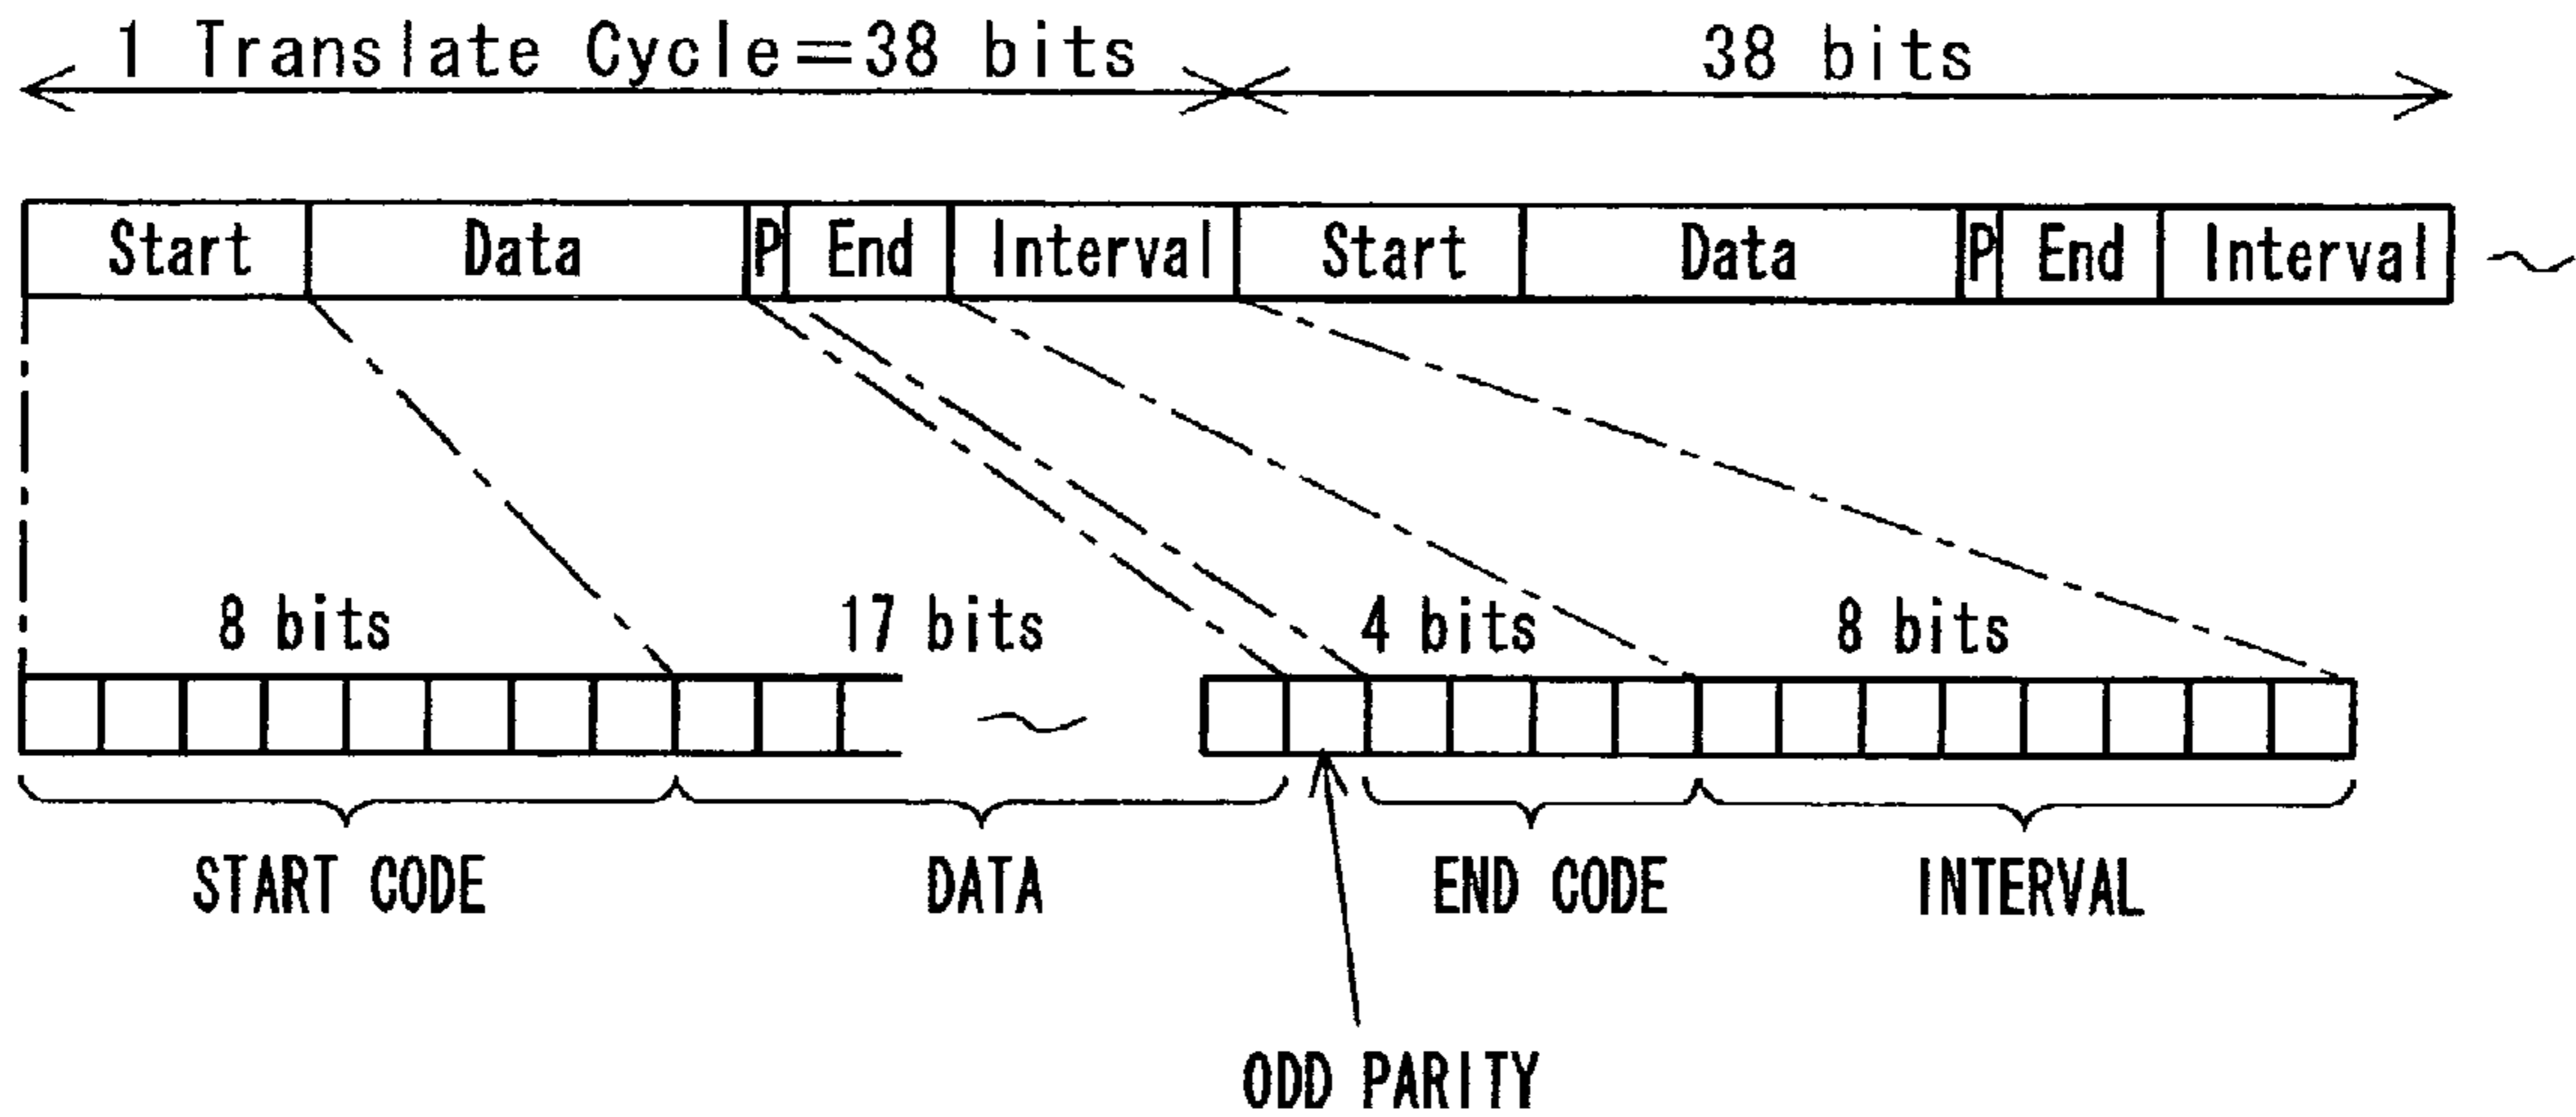 1 Translate Cycle=38 bits 38 bits
Start Data P End Interval Start Data P End Interval ~
8 bits 17 bits 4 bits 8 bits
~
START CODE DATA END CODE INTERVAL
ODD PARITY